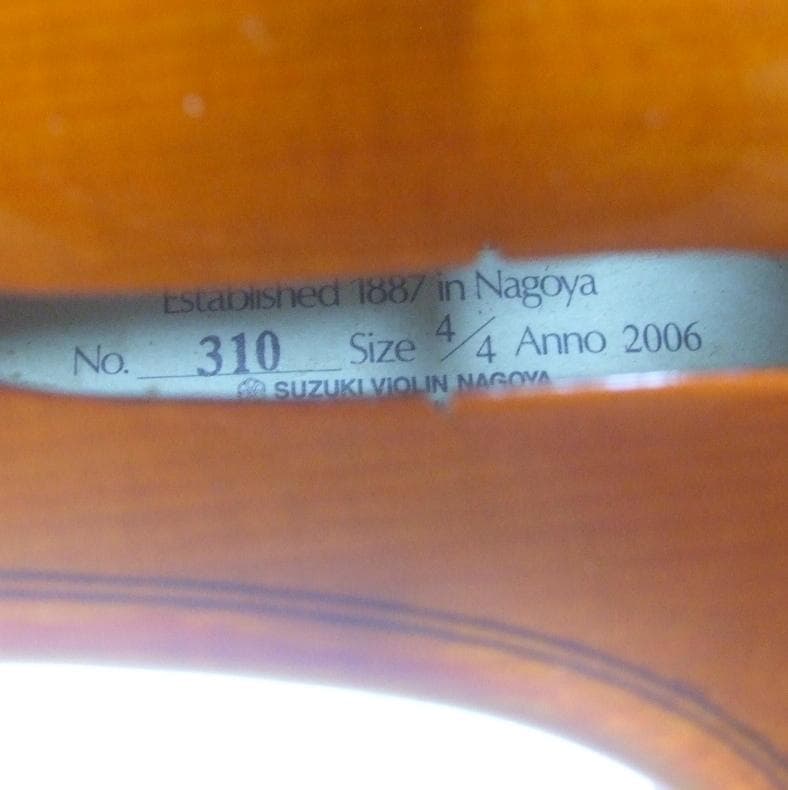 Established 1887 in Nagoya
No. 310 Size 4/4 Anno 2006
SUZUKI VIOLIN NAGOYA